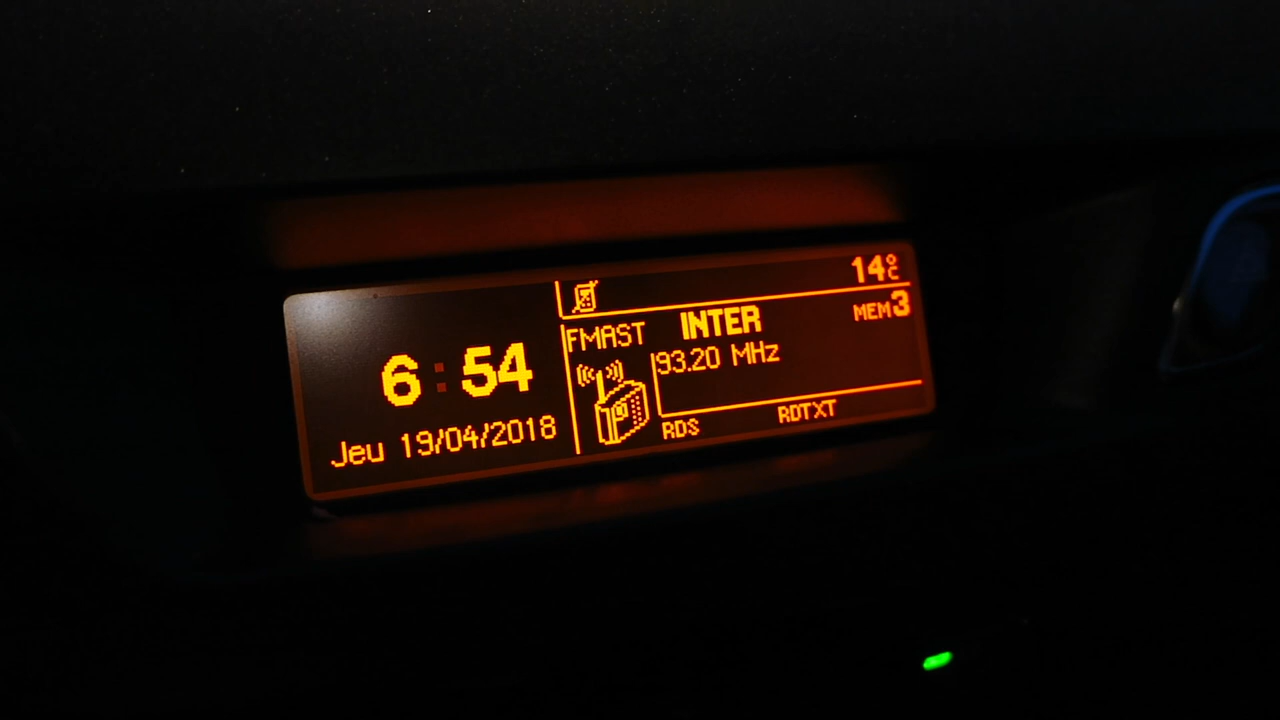 14°C
FMAST INTER MEM3
93.20 MHz
6:54
Jeu 19/04/2018
RDS RDTXT